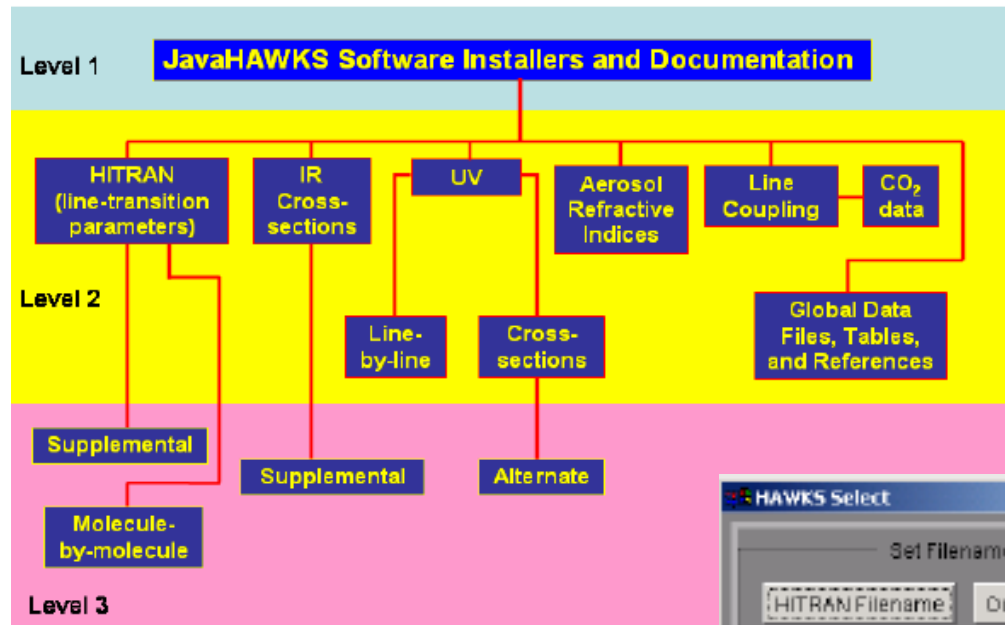 Level 1
JavaHAWKS Software Installers and Documentation
HITRAN
(line-transition
parameters)
IR
Cross-
sections
UV
Aerosol
Refractive
Indices
Line
Coupling
CO₂
data
Level 2
Line-
by-line
Cross-
sections
Global Data
Files, Tables,
and References
Supplemental
Supplemental
Alternate
Molecule-
by-molecule
Level 3
HAWKS Select
Set Filename
HITRAN Filename